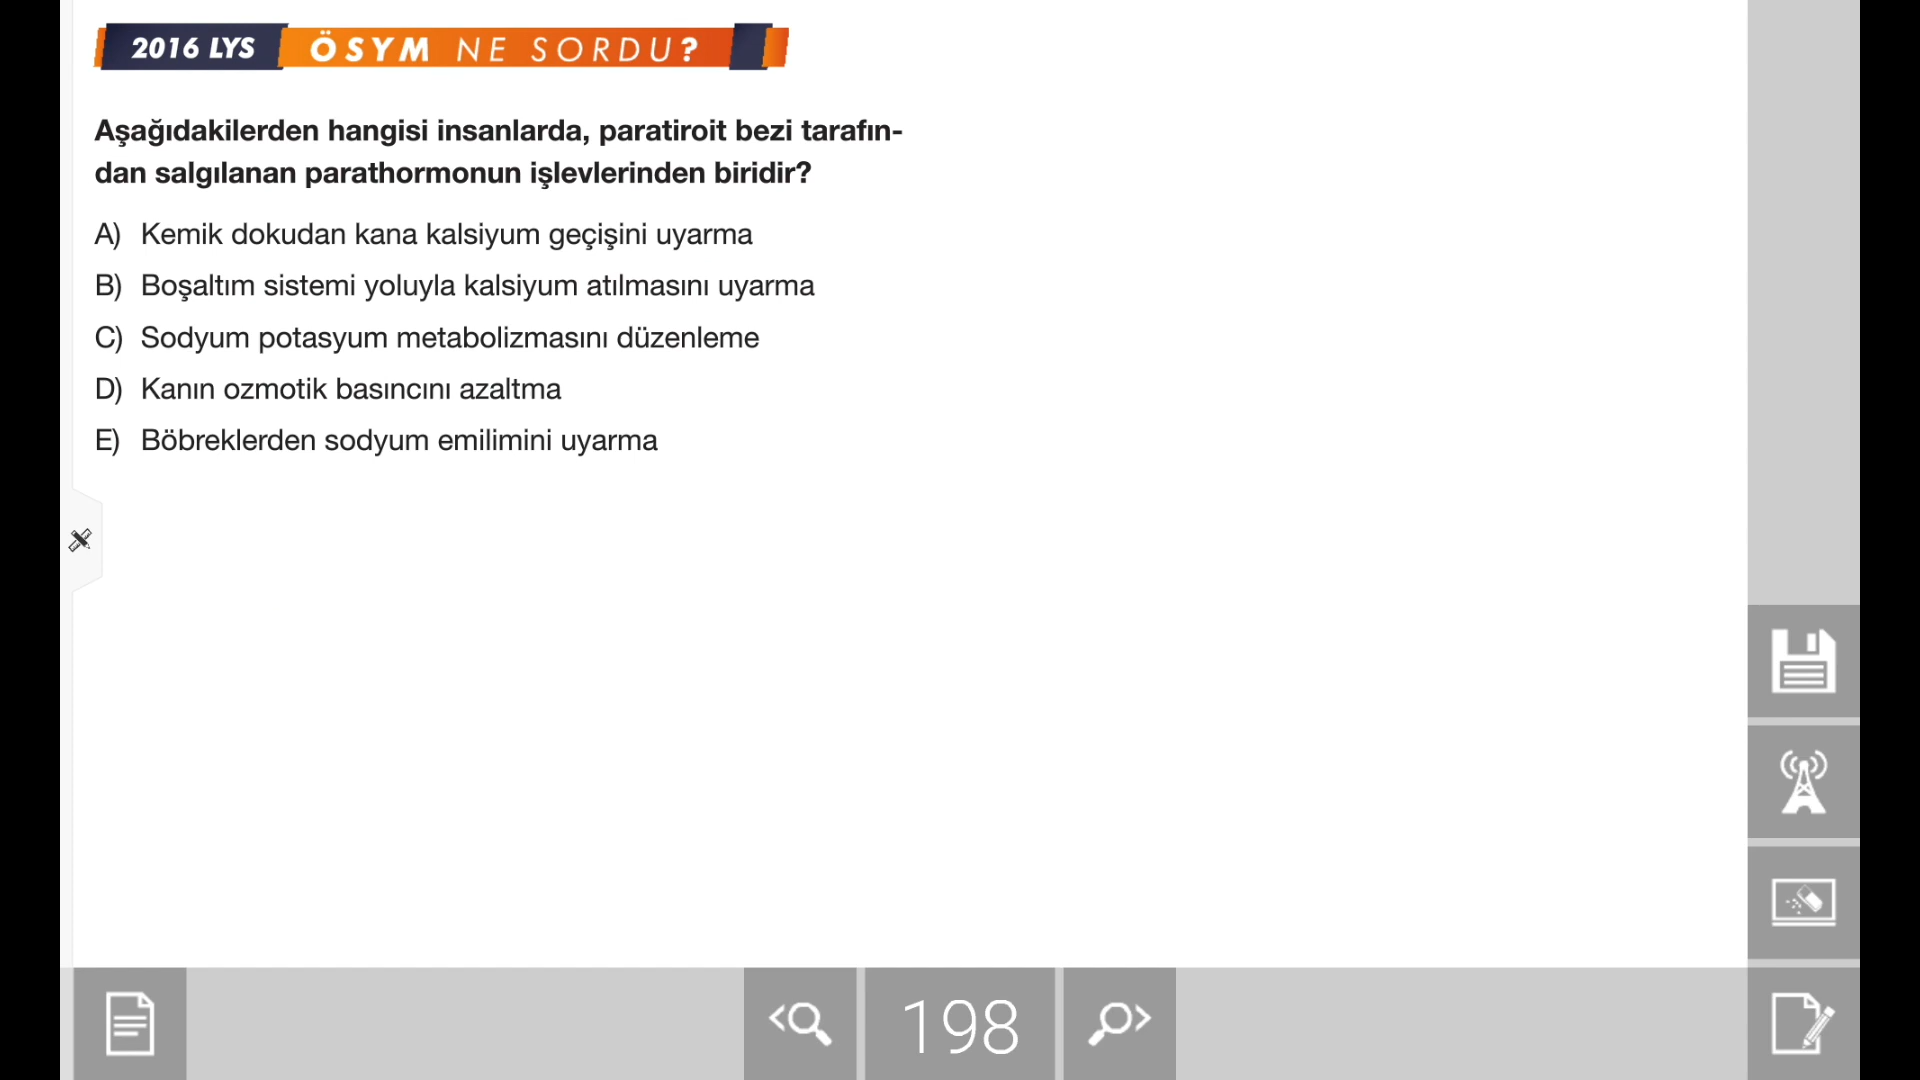 2016 LYS ÖSYM NE SORDU?
Aşağıdakilerden hangisi insanlarda, paratiroit bezi tarafın-
dan salgılanan parathormonun işlevlerinden biridir?
A) Kemik dokudan kana kalsiyum geçişini uyarma
B) Boşaltım sistemi yoluyla kalsiyum atılmasını uyarma
C) Sodyum potasyum metabolizmasını düzenleme
D) Kanın ozmotik basıncını azaltma
E) Böbreklerden sodyum emilimini uyarma
198